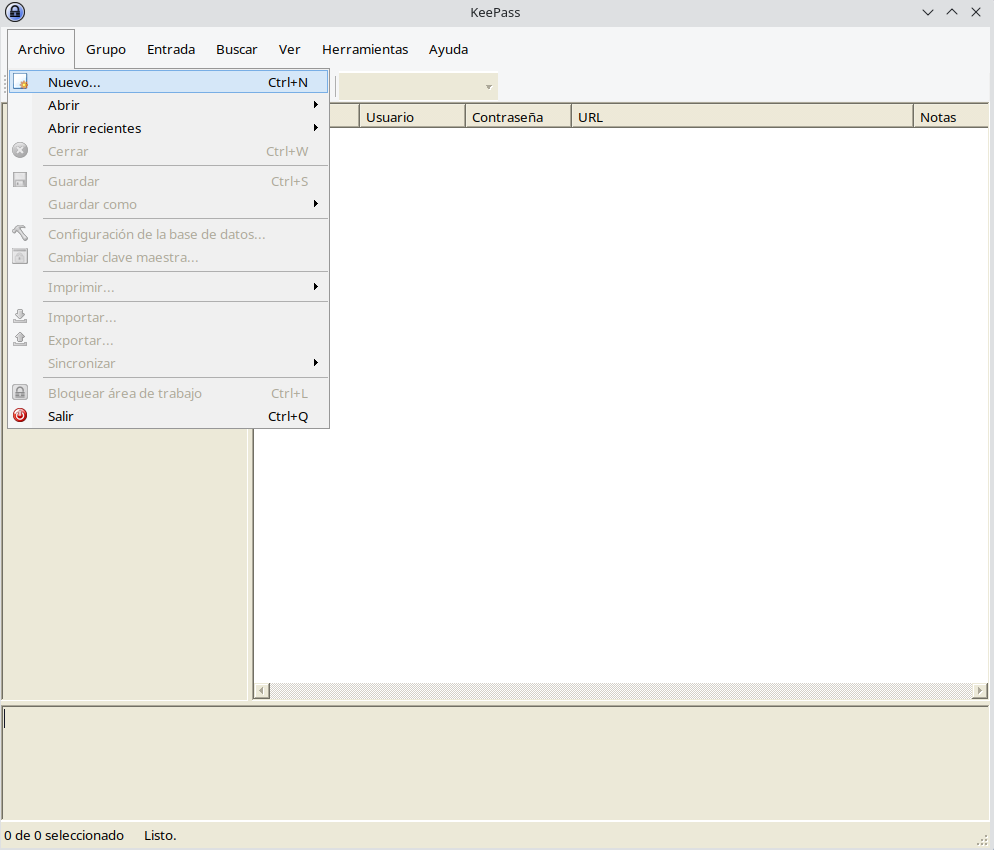 KeePass
Archivo Grupo Entrada Buscar Ver Herramientas Ayuda
Nuevo... Ctrl+N
Abrir
Abrir recientes
Cerrar Ctrl+W
Guardar Ctrl+S
Guardar como
Configuración de la base de datos...
Cambiar clave maestra...
Imprimir...
Importar...
Exportar...
Sincronizar
Bloquear área de trabajo Ctrl+L
Salir Ctrl+Q
Usuario Contraseña URL Notas
0 de 0 seleccionado Listo.